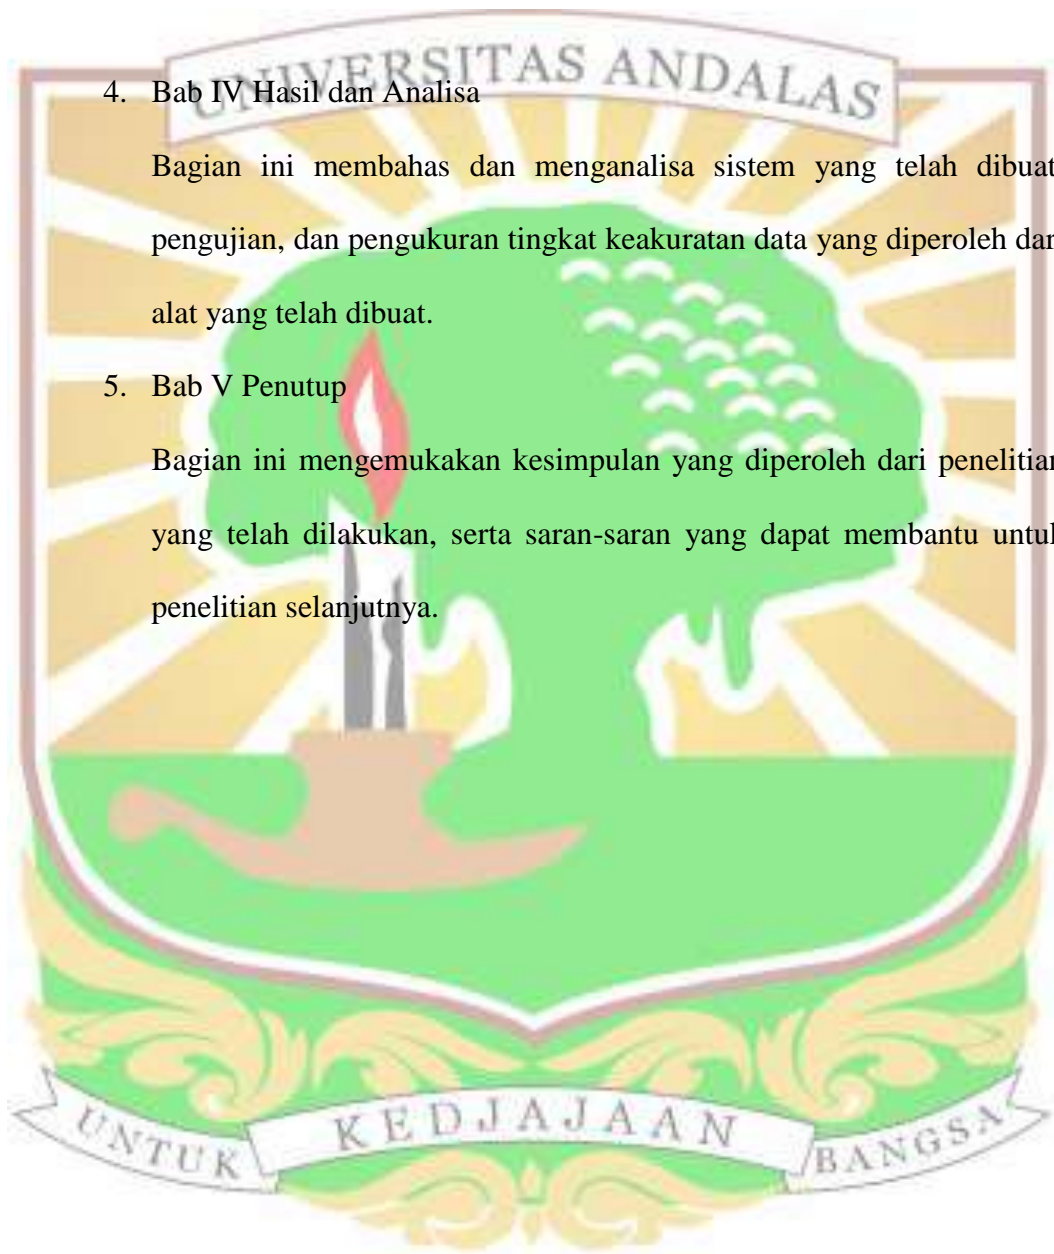 UNIVERSITAS ANDALAS
4. Bab IV Hasil dan Analisa
Bagian ini membahas dan menganalisa sistem yang telah dibuat
pengujian, dan pengukuran tingkat keakuratan data yang diperoleh dar
alat yang telah dibuat.
5. Bab V Penutup
Bagian ini mengemukakan kesimpulan yang diperoleh dari penelitian
yang telah dilakukan, serta saran-saran yang dapat membantu untuk
penelitian selanjutnya.
UNTUK KEDJAJAAN BANGSA